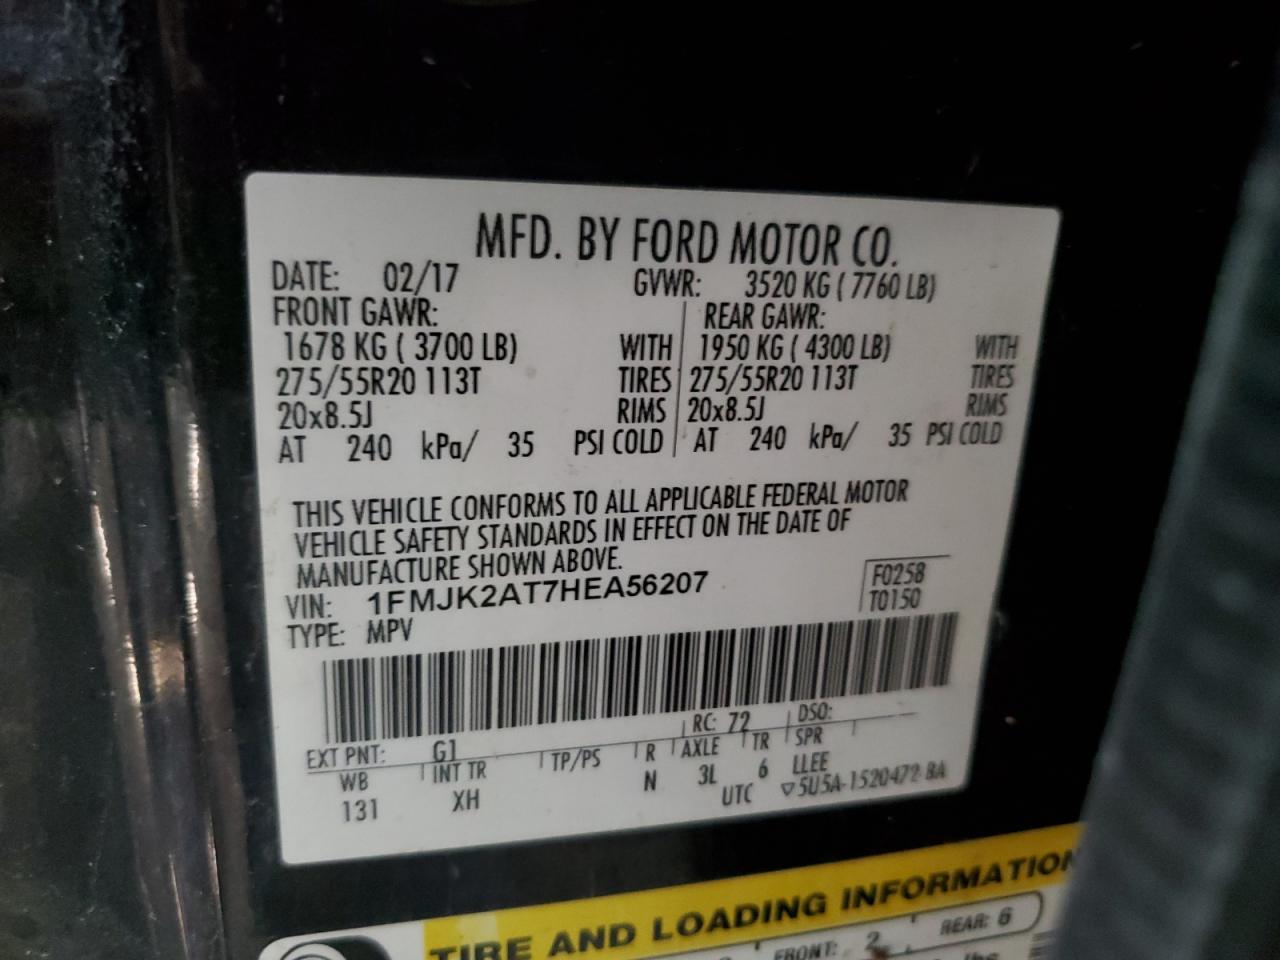 MFD. BY FORD MOTOR CO.
DATE: 02/17 GVWR: 3520 KG ( 7760 LB)
FRONT GAWR: REAR GAWR:
1678 KG ( 3700 LB) WITH 1950 KG ( 4300 LB) WITH
275/55R20 113T TIRES 275/55R20 113T TIRES
20x8.5J RIMS 20x8.5J RIMS
AT 240 kPa/ 35 PSI COLD AT 240 kPa/ 35 PSI COLD
THIS VEHICLE CONFORMS TO ALL APPLICABLE FEDERAL MOTOR
VEHICLE SAFETY STANDARDS IN EFFECT ON THE DATE OF
MANUFACTURE SHOWN ABOVE.
VIN: 1FMJK2AT7HEA56207 F0258
TYPE: MPV T0150
EXT PNT: G1 RC: 72 DSO:
WB INT TR TP/PS R AXLE TR SPR
131 XH N 3L 6 LLEE
UTC ▽5U5A-1520472-BA
TIRE AND LOADING INFORMATION
FRONT: 2 REAR: 6
lbs